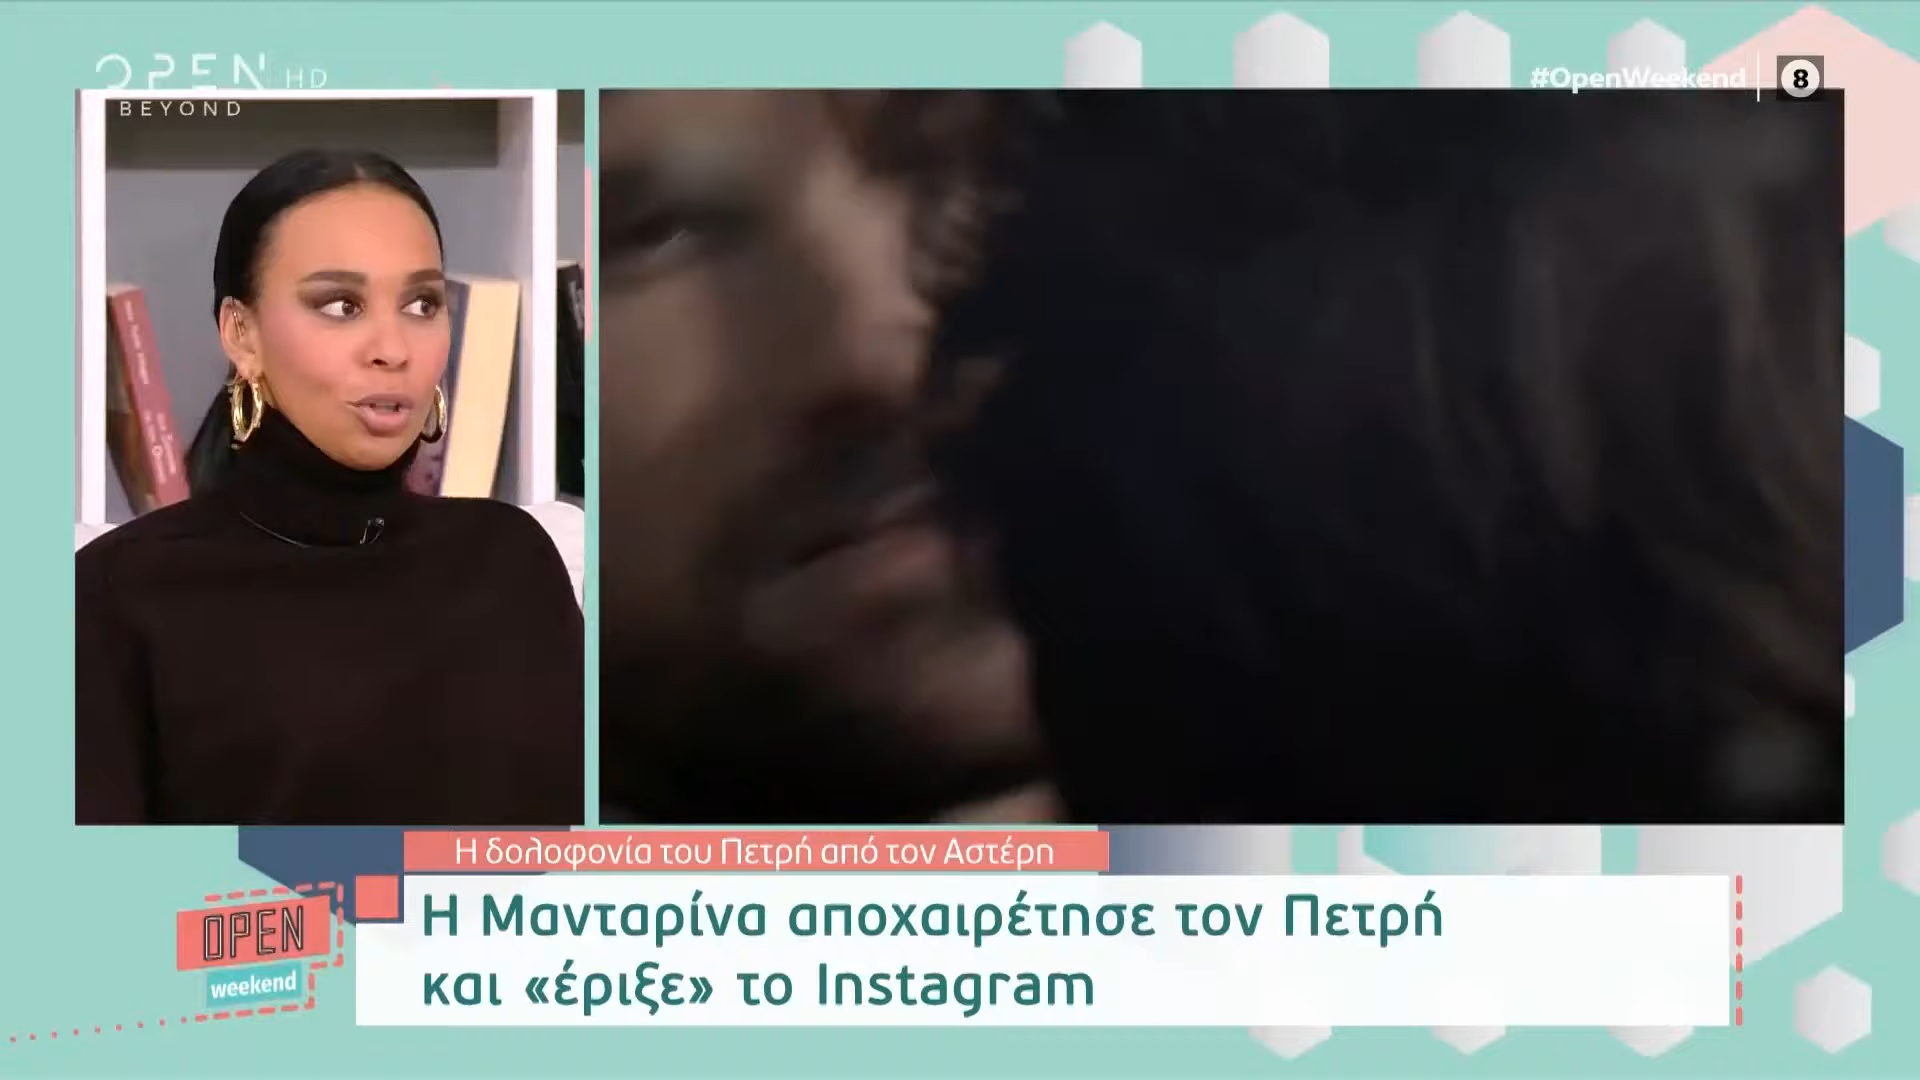 OPEN HD
BEYOND
#OpenWeekend
8
Η δολοφονία του Πετρή από τον Αστέρη
Η Μανταρίνα αποχαιρέτησε τον Πετρή
και «έριξε» το Instagram
OPEN
weekend